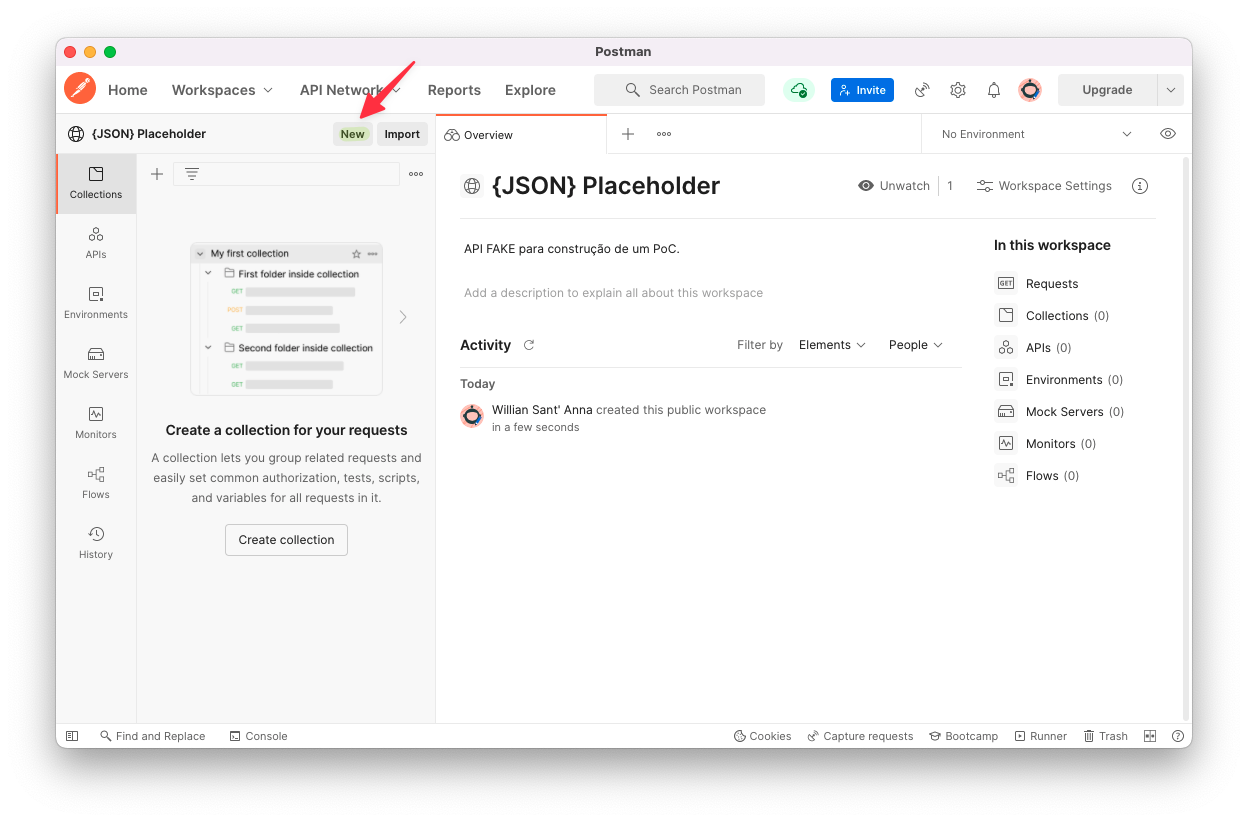 Postman
Home
Workspaces
API Network
Reports
Explore
Search Postman
Invite
Upgrade
{JSON} Placeholder
New
Import
Overview
No Environment
Collections
APIs
Environments
Mock Servers
Monitors
Flows
History
My first collection
First folder inside collection
GET
POST
GET
Second folder inside collection
GET
GET
Create a collection for your requests
A collection lets you group related requests and
easily set common authorization, tests, scripts,
and variables for all requests in it.
Create collection
{JSON} Placeholder
Unwatch
1
Workspace Settings
API FAKE para construção de um PoC.
Add a description to explain all about this workspace
Activity
Filter by
Elements
People
Today
Willian Sant' Anna created this public workspace
in a few seconds
In this workspace
GET Requests
Collections (0)
APIs (0)
Environments (0)
Mock Servers (0)
Monitors (0)
Flows (0)
Find and Replace
Console
Cookies
Capture requests
Bootcamp
Runner
Trash